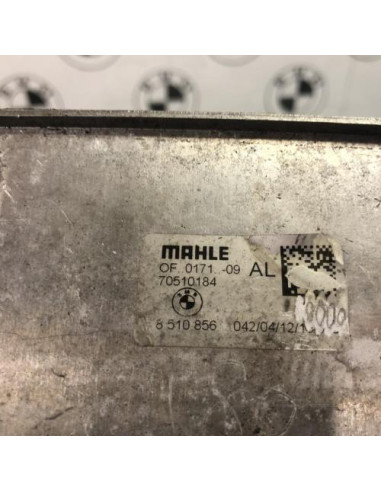 MAHLE
OF. 0171. -09 AL
70510184
8 510 856 042/04/12/1